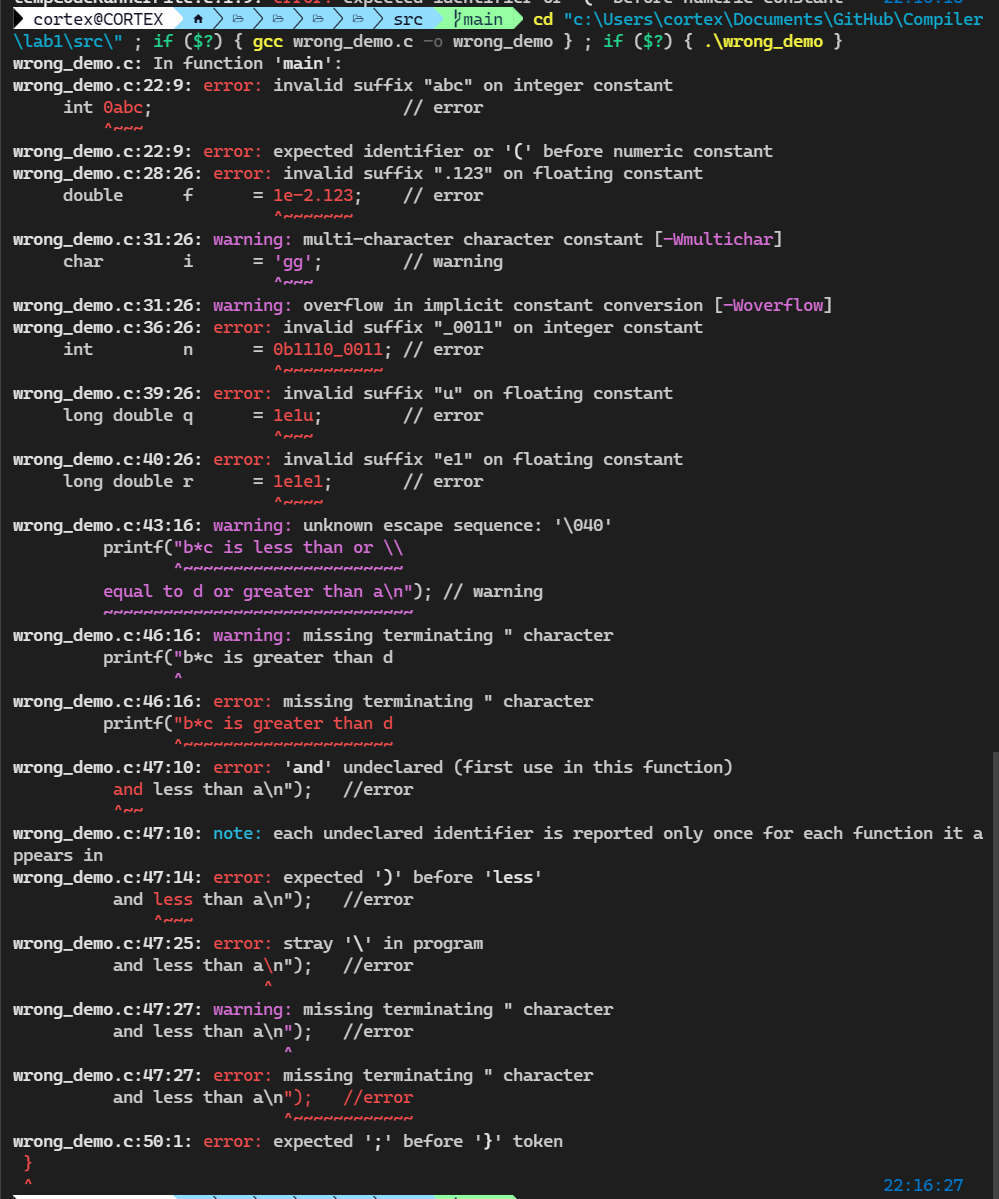 cortex@CORTEX src main cd "c:\Users\cortex\Documents\GitHub\Compiler
\lab1\src\" ; if ($?) { gcc wrong_demo.c -o wrong_demo } ; if ($?) { .\wrong_demo }
wrong_demo.c: In function 'main':
wrong_demo.c:22:9: error: invalid suffix "abc" on integer constant
int 0abc; // error
^~~~
wrong_demo.c:22:9: error: expected identifier or '(' before numeric constant
wrong_demo.c:28:26: error: invalid suffix ".123" on floating constant
double f = 1e-2.123; // error
^~~~~~~~
wrong_demo.c:31:26: warning: multi-character character constant [-Wmultichar]
char i = 'gg'; // warning
^~~~
wrong_demo.c:31:26: warning: overflow in implicit constant conversion [-Woverflow]
wrong_demo.c:36:26: error: invalid suffix "_0011" on integer constant
int n = 0b1110_0011; // error
^~~~~~~~~~~
wrong_demo.c:39:26: error: invalid suffix "u" on floating constant
long double q = 1e1u; // error
^~~~
wrong_demo.c:40:26: error: invalid suffix "e1" on floating constant
long double r = 1e1e1; // error
^~~~~
wrong_demo.c:43:16: warning: unknown escape sequence: '\040'
printf("b*c is less than or \\
^~~~~~~~~~~~~~~~~~~~~~~
equal to d or greater than a\n"); // warning
~~~~~~~~~~~~~~~~~~~~~~~~~~~~~~~
wrong_demo.c:46:16: warning: missing terminating " character
printf("b*c is greater than d
^
wrong_demo.c:46:16: error: missing terminating " character
printf("b*c is greater than d
^~~~~~~~~~~~~~~~~~~~~~
wrong_demo.c:47:10: error: 'and' undeclared (first use in this function)
and less than a\n"); //error
^~~
wrong_demo.c:47:10: note: each undeclared identifier is reported only once for each function it a
ppears in
wrong_demo.c:47:14: error: expected ')' before 'less'
and less than a\n"); //error
^~~~
wrong_demo.c:47:25: error: stray '\' in program
and less than a\n"); //error
^
wrong_demo.c:47:27: warning: missing terminating " character
and less than a\n"); //error
^
wrong_demo.c:47:27: error: missing terminating " character
and less than a\n"); //error
^~~~~~~~~~~~~
wrong_demo.c:50:1: error: expected ';' before '}' token
}
^ 22:16:27